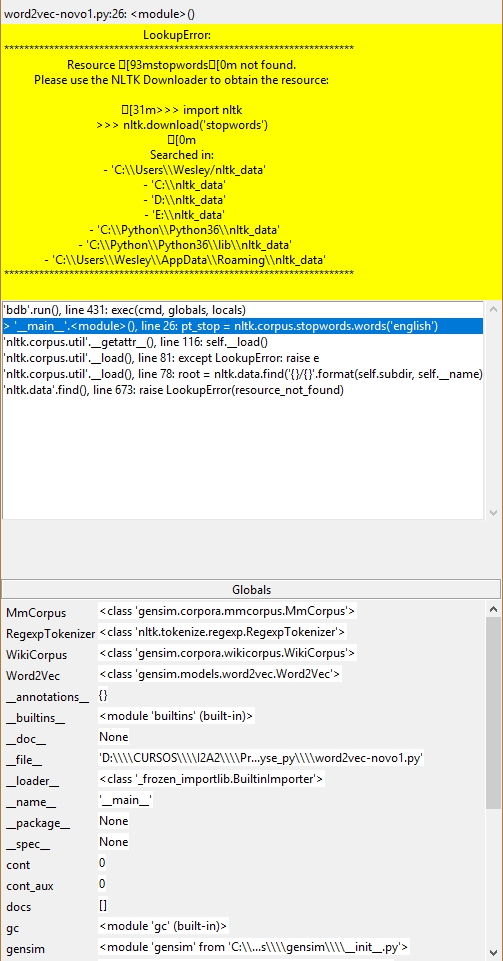 word2vec-novo1.py:26: <module>()
LookupError:
**********************************************************************
Resource [93mstopwords[0m not found.
Please use the NLTK Downloader to obtain the resource:
[31m>>> import nltk
>>> nltk.download('stopwords')
[0m
Searched in:
- 'C:\\Users\\Wesley/nltk_data'
- 'C:\\nltk_data'
- 'D:\\nltk_data'
- 'E:\\nltk_data'
- 'C:\\Python\\Python36\\nltk_data'
- 'C:\\Python\\Python36\\lib\\nltk_data'
- 'C:\\Users\\Wesley\\AppData\\Roaming\\nltk_data'
**********************************************************************
'bdb'.run(), line 431: exec(cmd, globals, locals)
> '__main__'.<module>(), line 26: pt_stop = nltk.corpus.stopwords.words('english')
'nltk.corpus.util'.__getattr__(), line 116: self.__load()
'nltk.corpus.util'.__load(), line 81: except LookupError: raise e
'nltk.corpus.util'.__load(), line 78: root = nltk.data.find('{}/{}'.format(self.subdir, self.__name)
'nltk.data'.find(), line 673: raise LookupError(resource_not_found)
Globals
MmCorpus <class 'gensim.corpora.mmcorpus.MmCorpus'>
RegexpTokenizer <class 'nltk.tokenize.regexp.RegexpTokenizer'>
WikiCorpus <class 'gensim.corpora.wikicorpus.WikiCorpus'>
Word2Vec <class 'gensim.models.word2vec.Word2Vec'>
__annotations__ {}
__builtins__ <module 'builtins' (built-in)>
__doc__ None
__file__ 'D:\\\\CURSOS\\\\I2A2\\\\Pr...yse_py\\\\word2vec-novo1.py'
__loader__ <class '_frozen_importlib.BuiltinImporter'>
__name__ '__main__'
__package__ None
__spec__ None
cont 0
cont_aux 0
docs []
gc <module 'gc' (built-in)>
gensim <module 'gensim' from 'C:\\...s\\\\gensim\\\\__init__.py'>